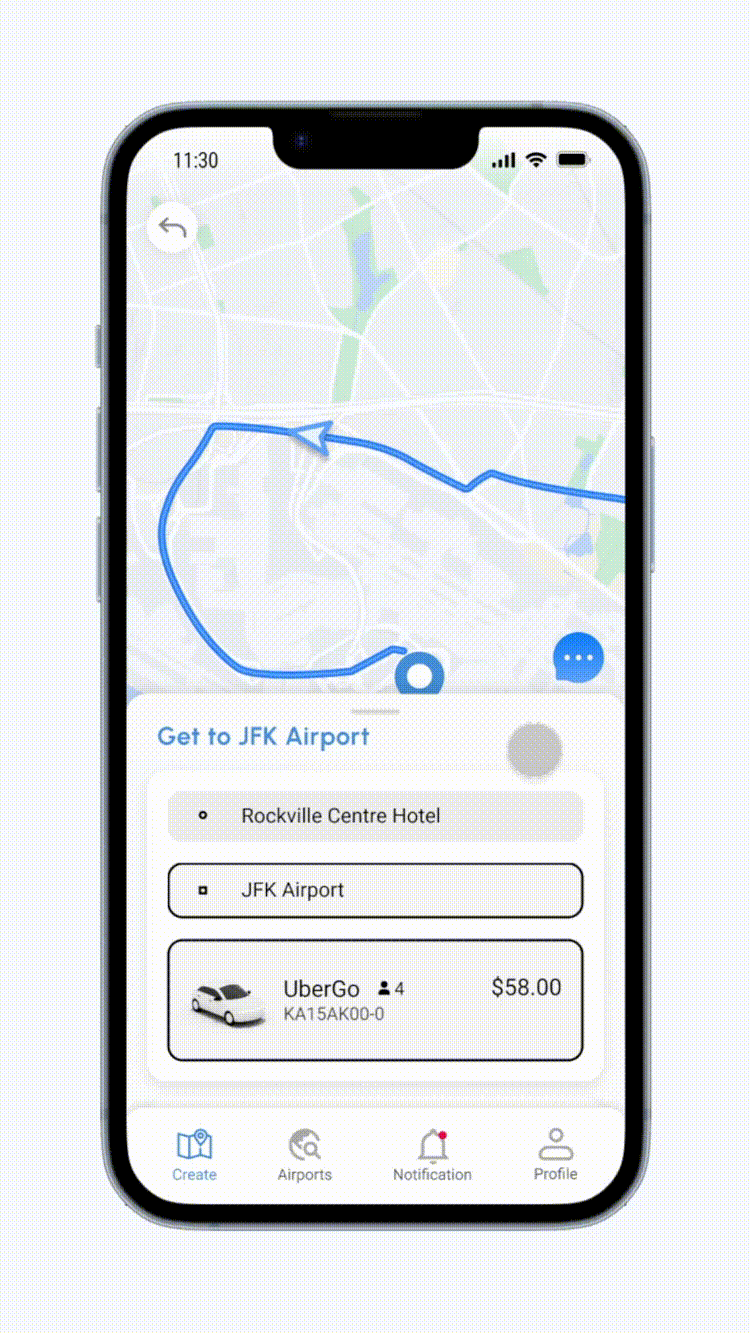 11:30
Get to JFK Airport
Rockville Centre Hotel
JFK Airport
UberGo 4 $58.00
KA15AK00-0
Create Airports Notification Profile